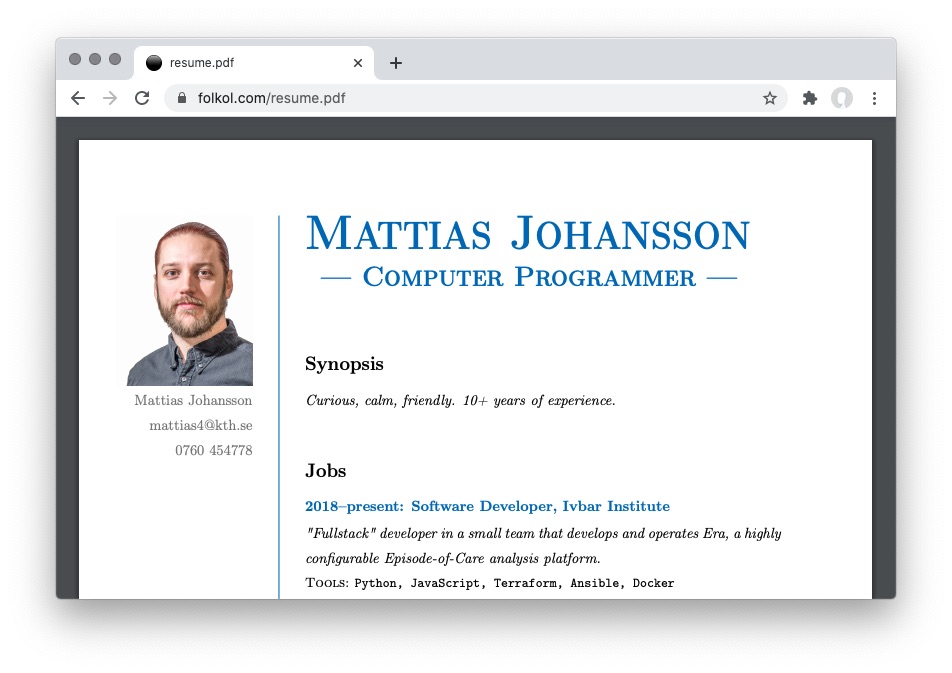 resume.pdf
folkol.com/resume.pdf
Mattias Johansson
— Computer Programmer —
Mattias Johansson
mattias4@kth.se
0760 454778
Synopsis
Curious, calm, friendly. 10+ years of experience.
Jobs
2018–present: Software Developer, Ivbar Institute
"Fullstack" developer in a small team that develops and operates Era, a highly
configurable Episode-of-Care analysis platform.
Tools: Python, JavaScript, Terraform, Ansible, Docker